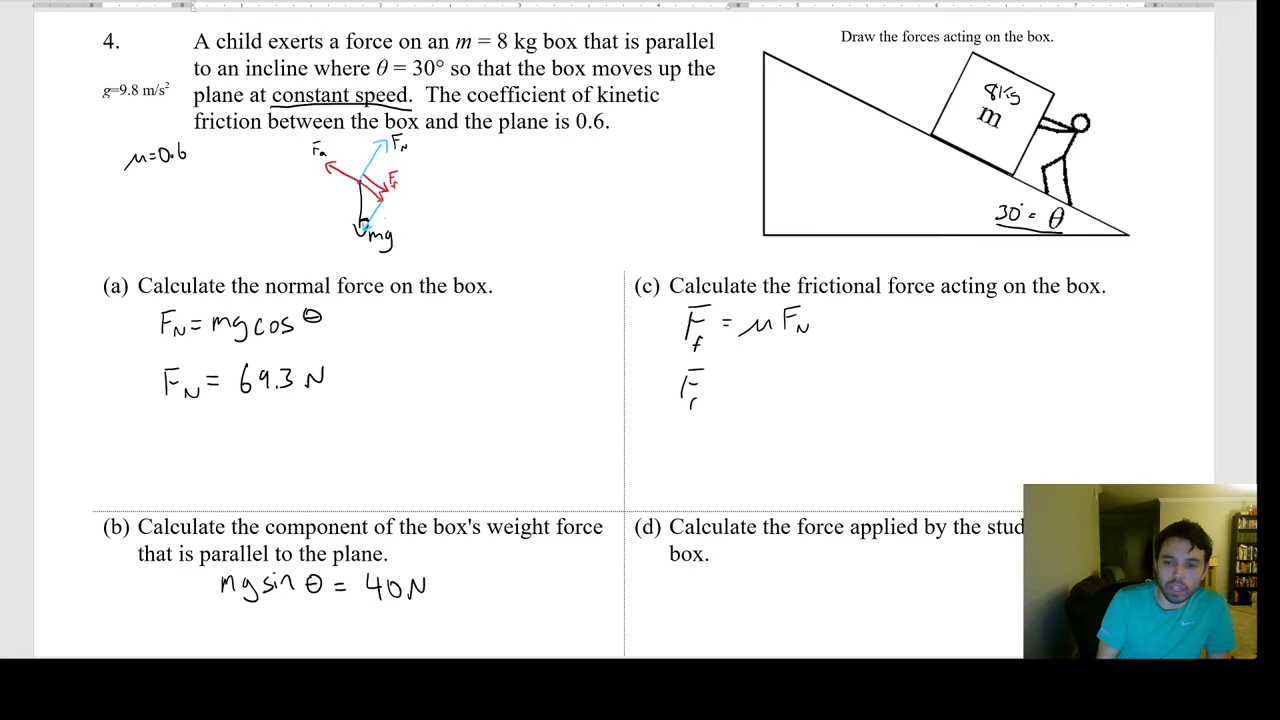 4.
A child exerts a force on an m = 8 kg box that is parallel
to an incline where θ = 30° so that the box moves up the
g=9.8 m/s²
plane at constant speed. The coefficient of kinetic
friction between the box and the plane is 0.6.
μ=0.6
Fa
FN
Ff
mg
Draw the forces acting on the box.
8Kg
m
30° = θ
(a) Calculate the normal force on the box.
FN = mg cos θ
FN = 69.3 N
(b) Calculate the component of the box's weight force
that is parallel to the plane.
mg sin θ = 40 N
(c) Calculate the frictional force acting on the box.
Ff = μ FN
F
(d) Calculate the force applied by the stud
box.